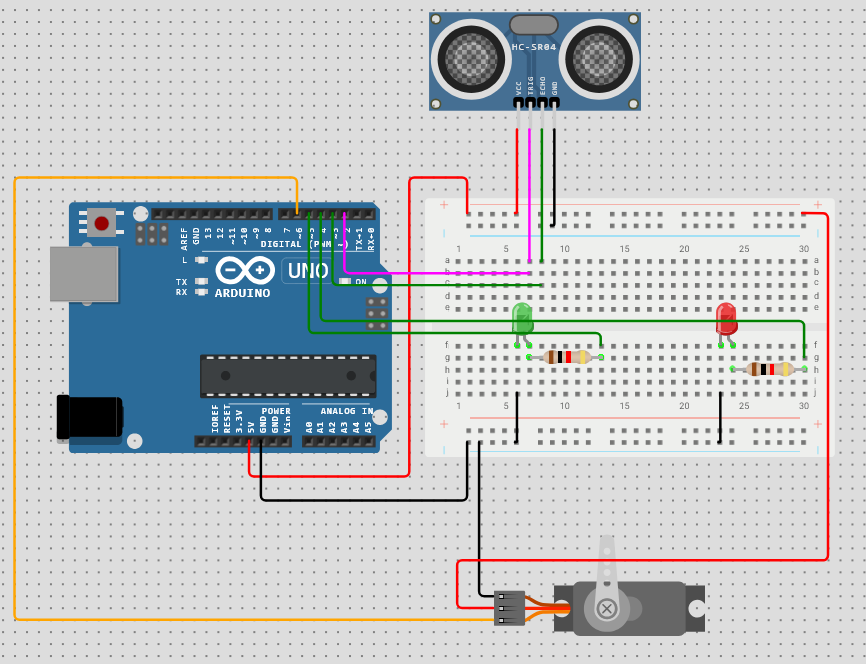 HC-SR04
VCC
TRIG
ECHO
GND
AREF
GND
13
12
~11
~10
~9
8
7
~6
~5
4
~3
2
TX→1
RX←0
DIGITAL (PWM ~)
L
TX
RX
UNO
ON
ARDUINO
POWER
ANALOG IN
IOREF
RESET
3.3V
5V
GND
GND
Vin
A0
A1
A2
A3
A4
A5
+ +
1 5 10 15 20 25 30
a a
b b
c c
d d
e e
f f
g g
h h
i i
j j
1 5 10 15 20 25 30
+ +